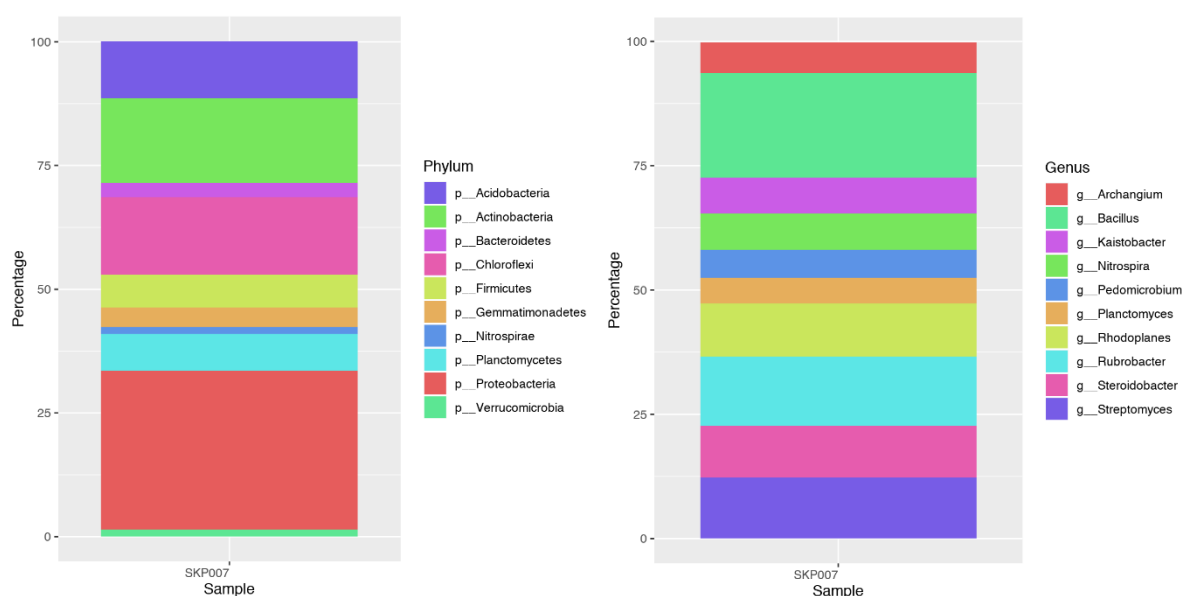 100
75
50
25
0
Percentage
SKP007
Sample
Phylum
p__Acidobacteria
p__Actinobacteria
p__Bacteroidetes
p__Chloroflexi
p__Firmicutes
p__Gemmatimonadetes
p__Nitrospirae
p__Planctomycetes
p__Proteobacteria
p__Verrucomicrobia
100
75
50
25
0
Percentage
SKP007
Sample
Genus
g__Archangium
g__Bacillus
g__Kaistobacter
g__Nitrospira
g__Pedomicrobium
g__Planctomyces
g__Rhodoplanes
g__Rubrobacter
g__Steroidobacter
g__Streptomyces